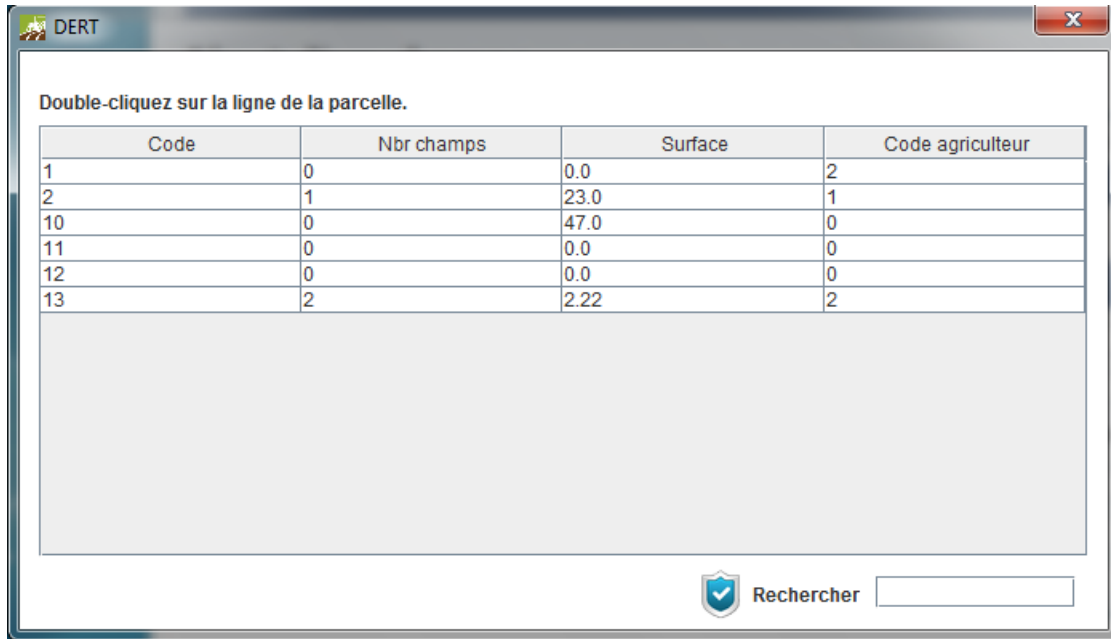 DERT
Double-cliquez sur la ligne de la parcelle.
Code Nbr champs Surface Code agriculteur
1 0 0.0 2
2 1 23.0 1
10 0 47.0 0
11 0 0.0 0
12 0 0.0 0
13 2 2.22 2
Rechercher